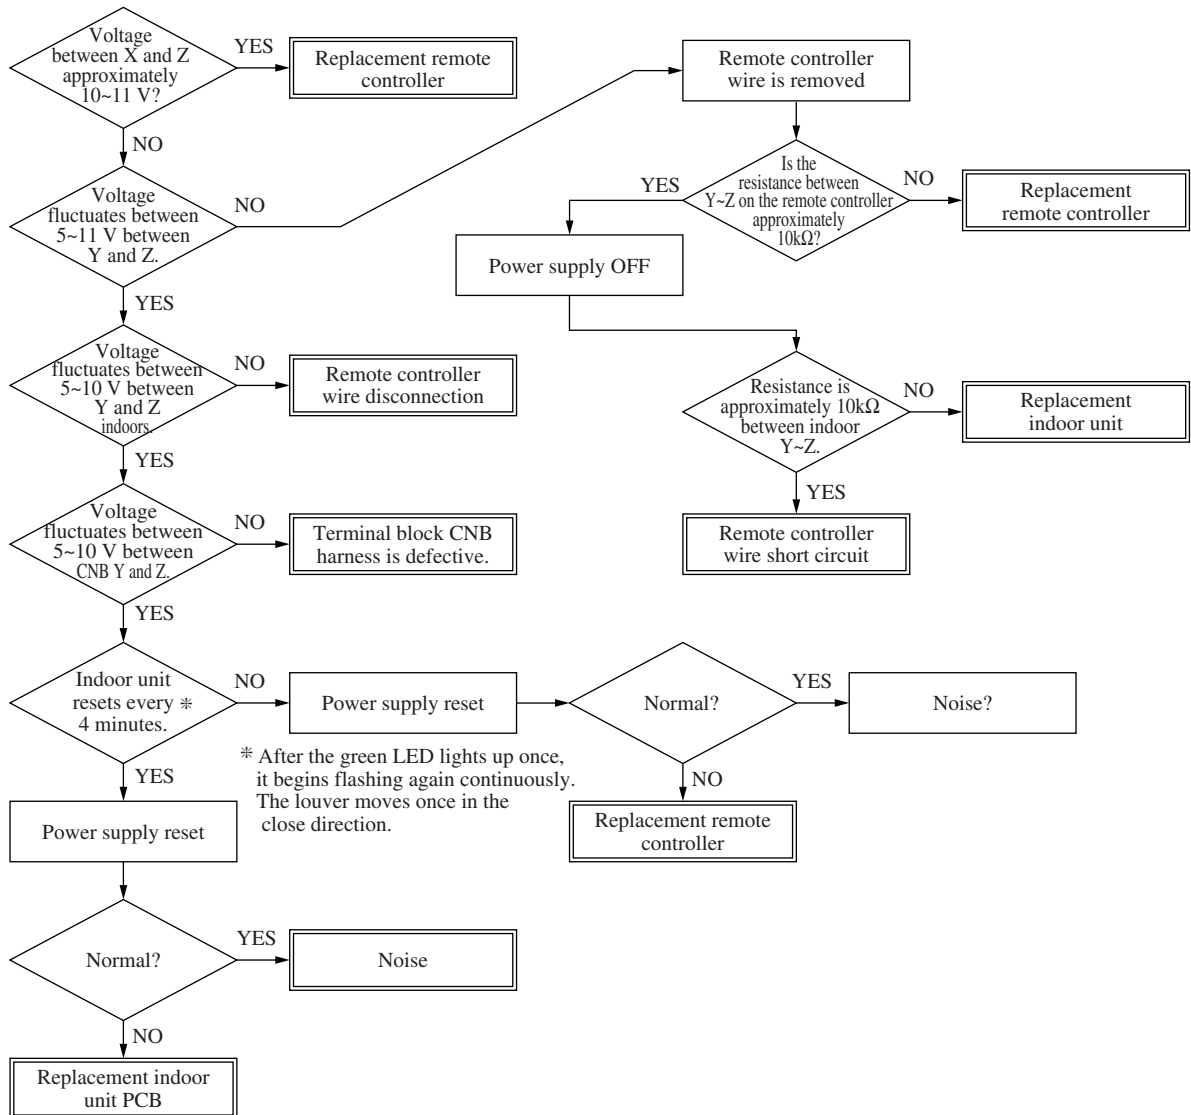 Voltage
between X and Z
approximately
10~11 V?
YES
Replacement remote
controller
NO
Voltage
fluctuates between
5~11 V between
Y and Z.
NO
Remote controller
wire is removed
Is the
resistance between
Y~Z on the remote controller
approximately
10kΩ?
NO
Replacement
remote controller
YES
Power supply OFF
Resistance is
approximately 10kΩ
between indoor
Y~Z.
NO
Replacement
indoor unit
YES
Remote controller
wire short circuit
YES
Voltage
fluctuates between
5~10 V between
Y and Z
indoors.
NO
Remote controller
wire disconnection
YES
Voltage
fluctuates between
5~10 V between
CNB Y and Z.
NO
Terminal block CNB
harness is defective.
YES
Indoor unit
resets every ✳
4 minutes.
NO
Power supply reset
Normal?
YES
Noise?
NO
Replacement remote
controller
✳ After the green LED lights up once,
it begins flashing again continuously.
The louver moves once in the
close direction.
YES
Power supply reset
Normal?
YES
Noise
NO
Replacement indoor
unit PCB